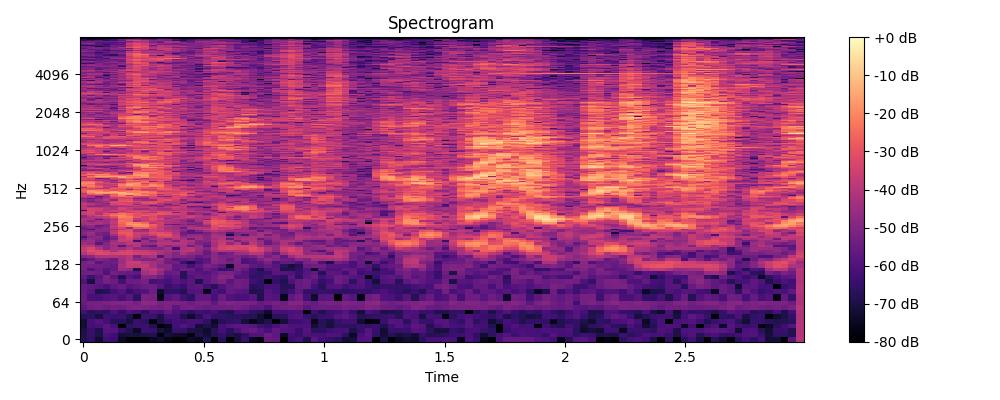 Spectrogram
Hz
4096
2048
1024
512
256
128
64
0
0
0.5
1
1.5
2
2.5
Time
+0 dB
-10 dB
-20 dB
-30 dB
-40 dB
-50 dB
-60 dB
-70 dB
-80 dB